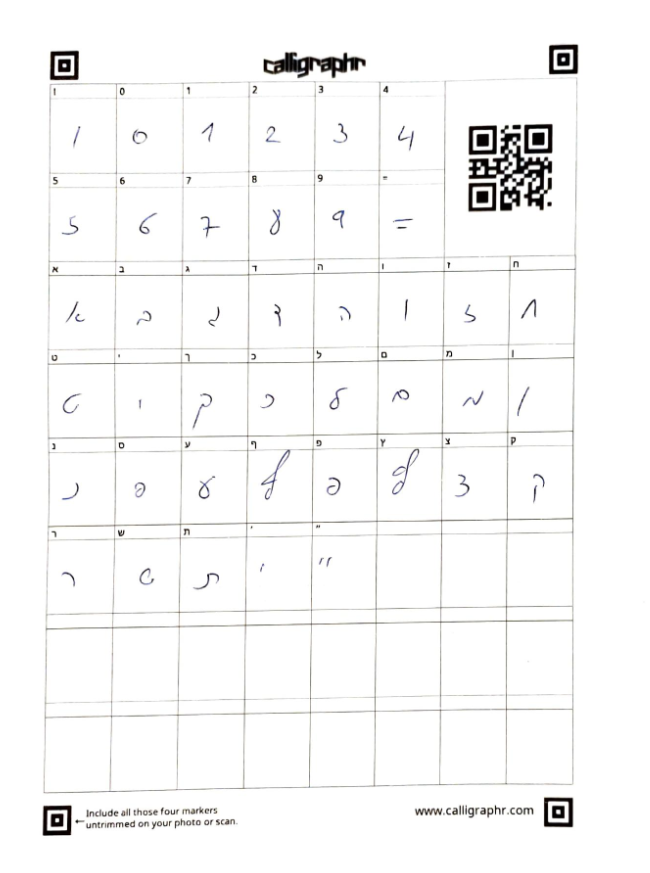 calligraphr
I 0 1 2 3 4
1 0 1 2 3 4
5 6 7 8 9 =
5 6 7 8 9 =
א ב ג ד ה ו ז ח
א ב ג ד ה ו ז ח
ט י ך כ ל ם מ ן
ט י ך כ ל ם מ ן
נ ס ע ף פ ץ צ ק
נ ס ע ף פ ץ צ ק
ר ש ת ' "
ר ש ת ' "
← Include all those four markers
untrimmed on your photo or scan.
www.calligraphr.com